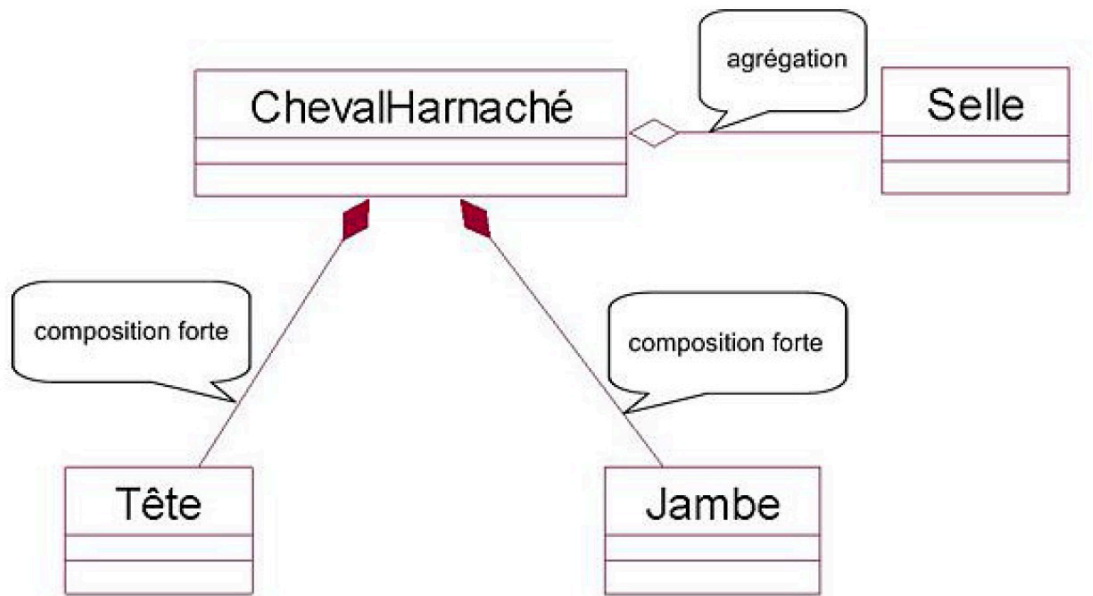 agrégation
ChevalHarnaché
Selle
composition forte
composition forte
Tête
Jambe